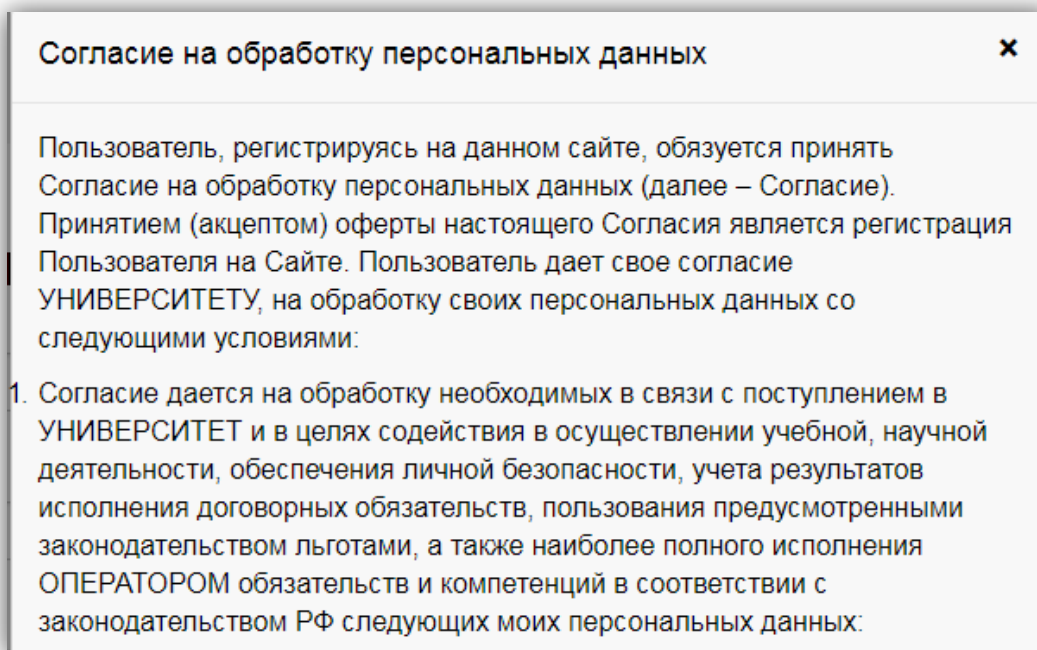 Согласие на обработку персональных данных ×
Пользователь, регистрируясь на данном сайте, обязуется принять
Согласие на обработку персональных данных (далее – Согласие).
Принятием (акцептом) оферты настоящего Согласия является регистрация
Пользователя на Сайте. Пользователь дает свое согласие
УНИВЕРСИТЕТУ, на обработку своих персональных данных со
следующими условиями:
1. Согласие дается на обработку необходимых в связи с поступлением в
УНИВЕРСИТЕТ и в целях содействия в осуществлении учебной, научной
деятельности, обеспечения личной безопасности, учета результатов
исполнения договорных обязательств, пользования предусмотренными
законодательством льготами, а также наиболее полного исполнения
ОПЕРАТОРОМ обязательств и компетенций в соответствии с
законодательством РФ следующих моих персональных данных: